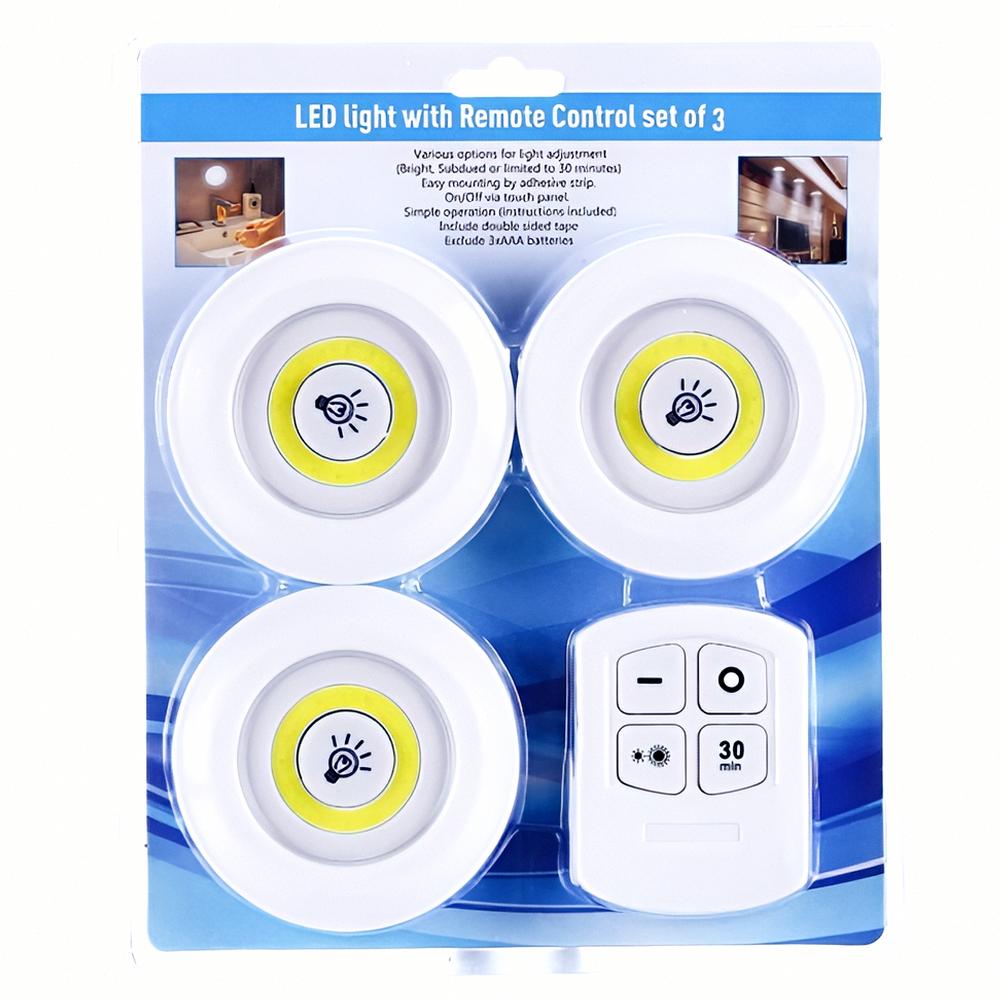 LED light with Remote Control set of 3
Various options for light adjustment
(Bright, Subdued or limited to 30 minutes)
Easy mounting by adhesive strip.
On/Off via touch panel.
Simple operation (instructions included)
Include double sided tape
Exclude 3xAAA batteries
30
min